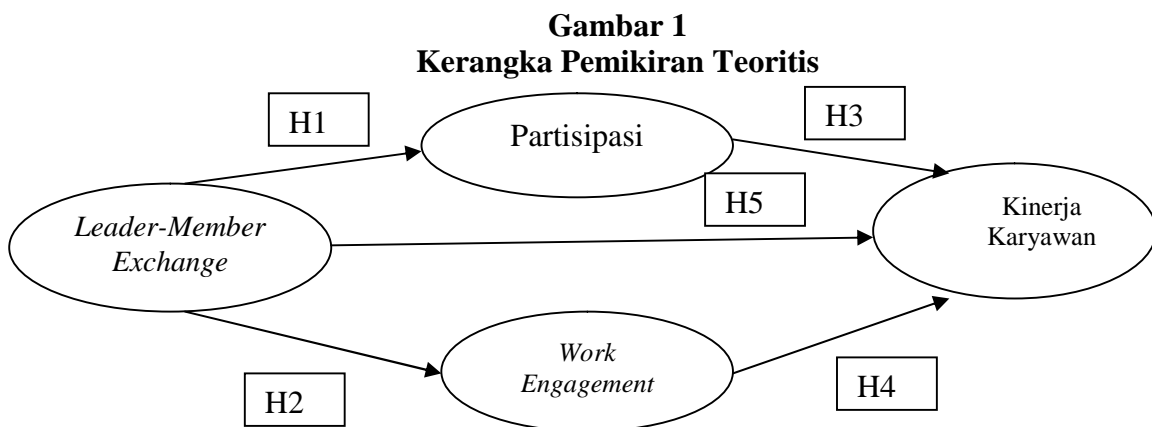 Gambar 1
Kerangka Pemikiran Teoritis
H1
Partisipasi
H3
H5
Leader-Member
Exchange
Kinerja
Karyawan
Work
Engagement
H2
H4